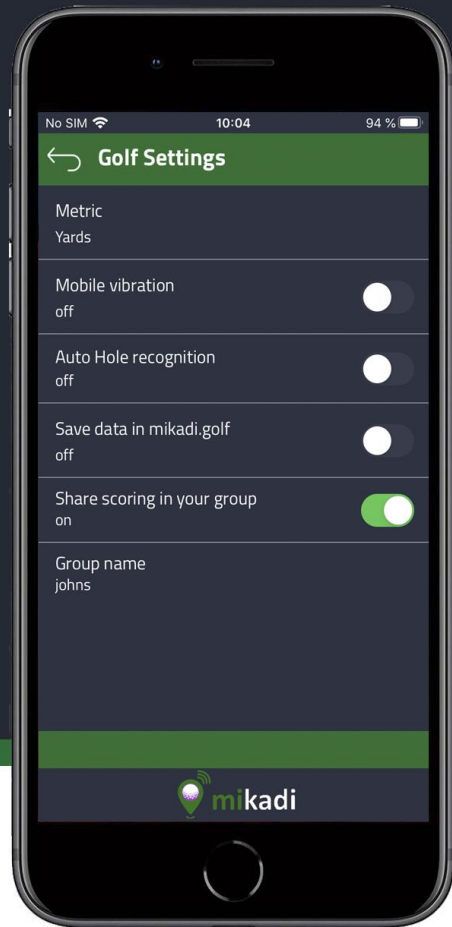 No SIM 10:04 94 %
Golf Settings
Metric
Yards
Mobile vibration
off
Auto Hole recognition
off
Save data in mikadi.golf
off
Share scoring in your group
on
Group name
johns
mikadi